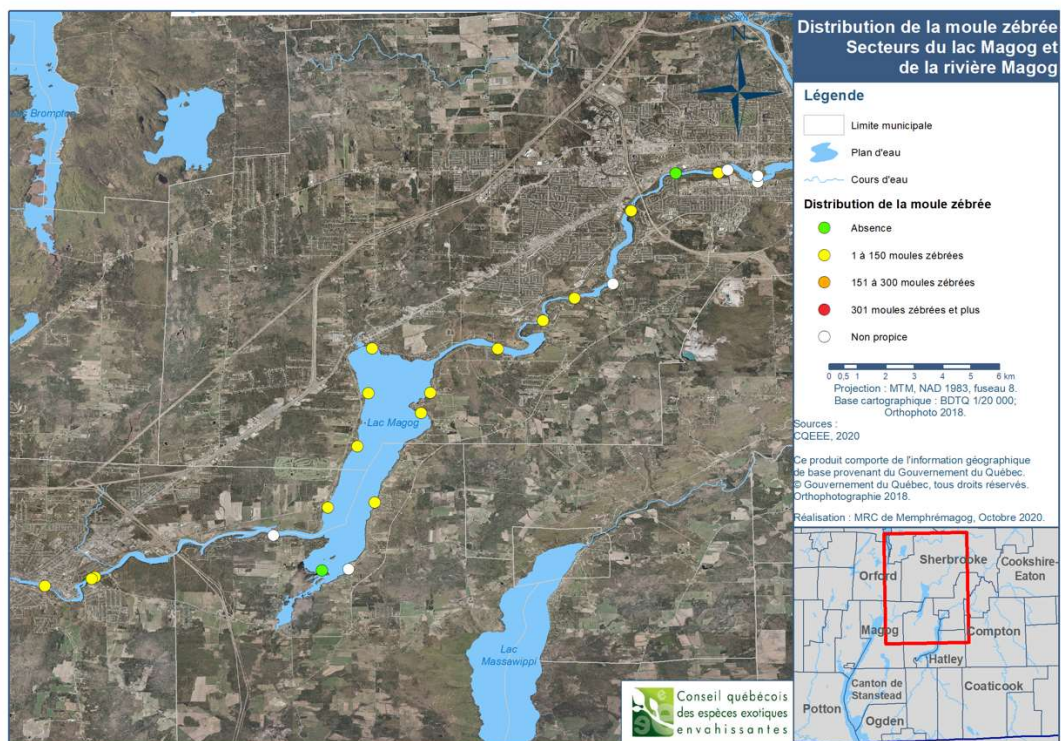 Distribution de la moule zébrée
Secteurs du lac Magog et
de la rivière Magog
Légende
Limite municipale
Plan d'eau
Cours d'eau
Distribution de la moule zébrée
Absence
1 à 150 moules zébrées
151 à 300 moules zébrées
301 moules zébrées et plus
Non propice
0 0,5 1 2 3 4 5 6 km
Projection : MTM, NAD 1983, fuseau 8.
Base cartographique : BDTQ 1/20 000;
Orthophoto 2018.
Sources :
CQEEE, 2020
Ce produit comporte de l'information géographique
de base provenant du Gouvernement du Québec.
© Gouvernement du Québec, tous droits réservés.
Orthophotographie 2018.
Réalisation : MRC de Memphrémagog, Octobre 2020.
Sherbrooke
Cookshire-
Eaton
Orford
Magog
Compton
Hatley
Canton de
Stanstead
Coaticook
Potton
Ogden
N
Brompton
Lac Magog
Lac
Massawippi
Conseil québécois
des espèces exotiques
envahissantes